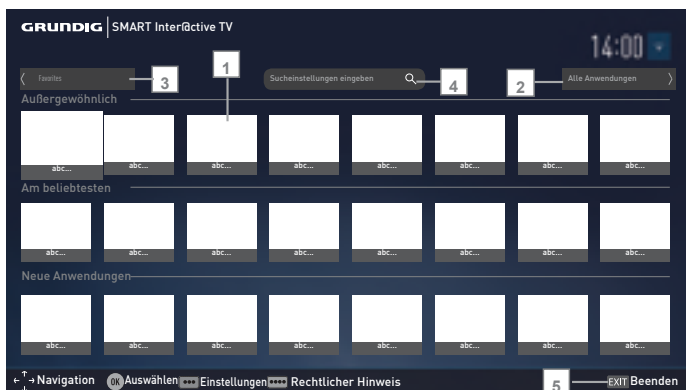 GRUNDIG SMART Inter@ctive TV
14:00
1
Favorites 3 Sucheinstellungen eingeben 4 2 Alle Anwendungen
Außergewöhnlich
abc... abc... abc... abc... abc... abc... abc... abc...
Am beliebtesten
abc... abc... abc... abc... abc... abc... abc... abc...
Neue Anwendungen
abc... abc... abc... abc... abc... abc... abc... abc...
Navigation OK Auswählen Einstellungen Rechtlicher Hinweis 5 EXIT Beenden